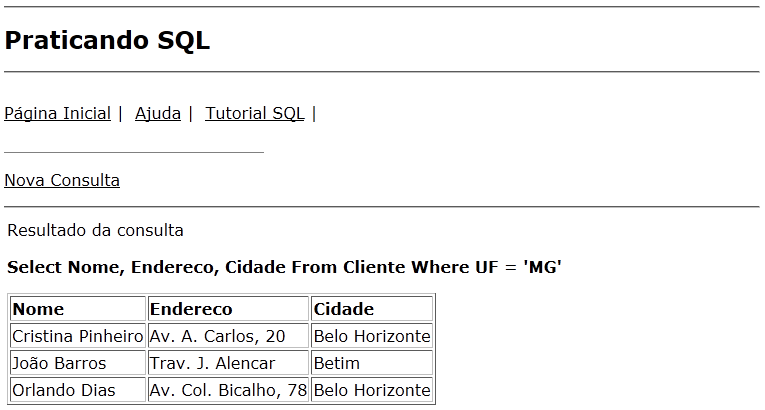 Praticando SQL
Página Inicial | Ajuda | Tutorial SQL |
Nova Consulta
Resultado da consulta
Select Nome, Endereco, Cidade From Cliente Where UF = 'MG'
Nome Endereco Cidade
Cristina Pinheiro Av. A. Carlos, 20 Belo Horizonte
João Barros Trav. J. Alencar Betim
Orlando Dias Av. Col. Bicalho, 78 Belo Horizonte